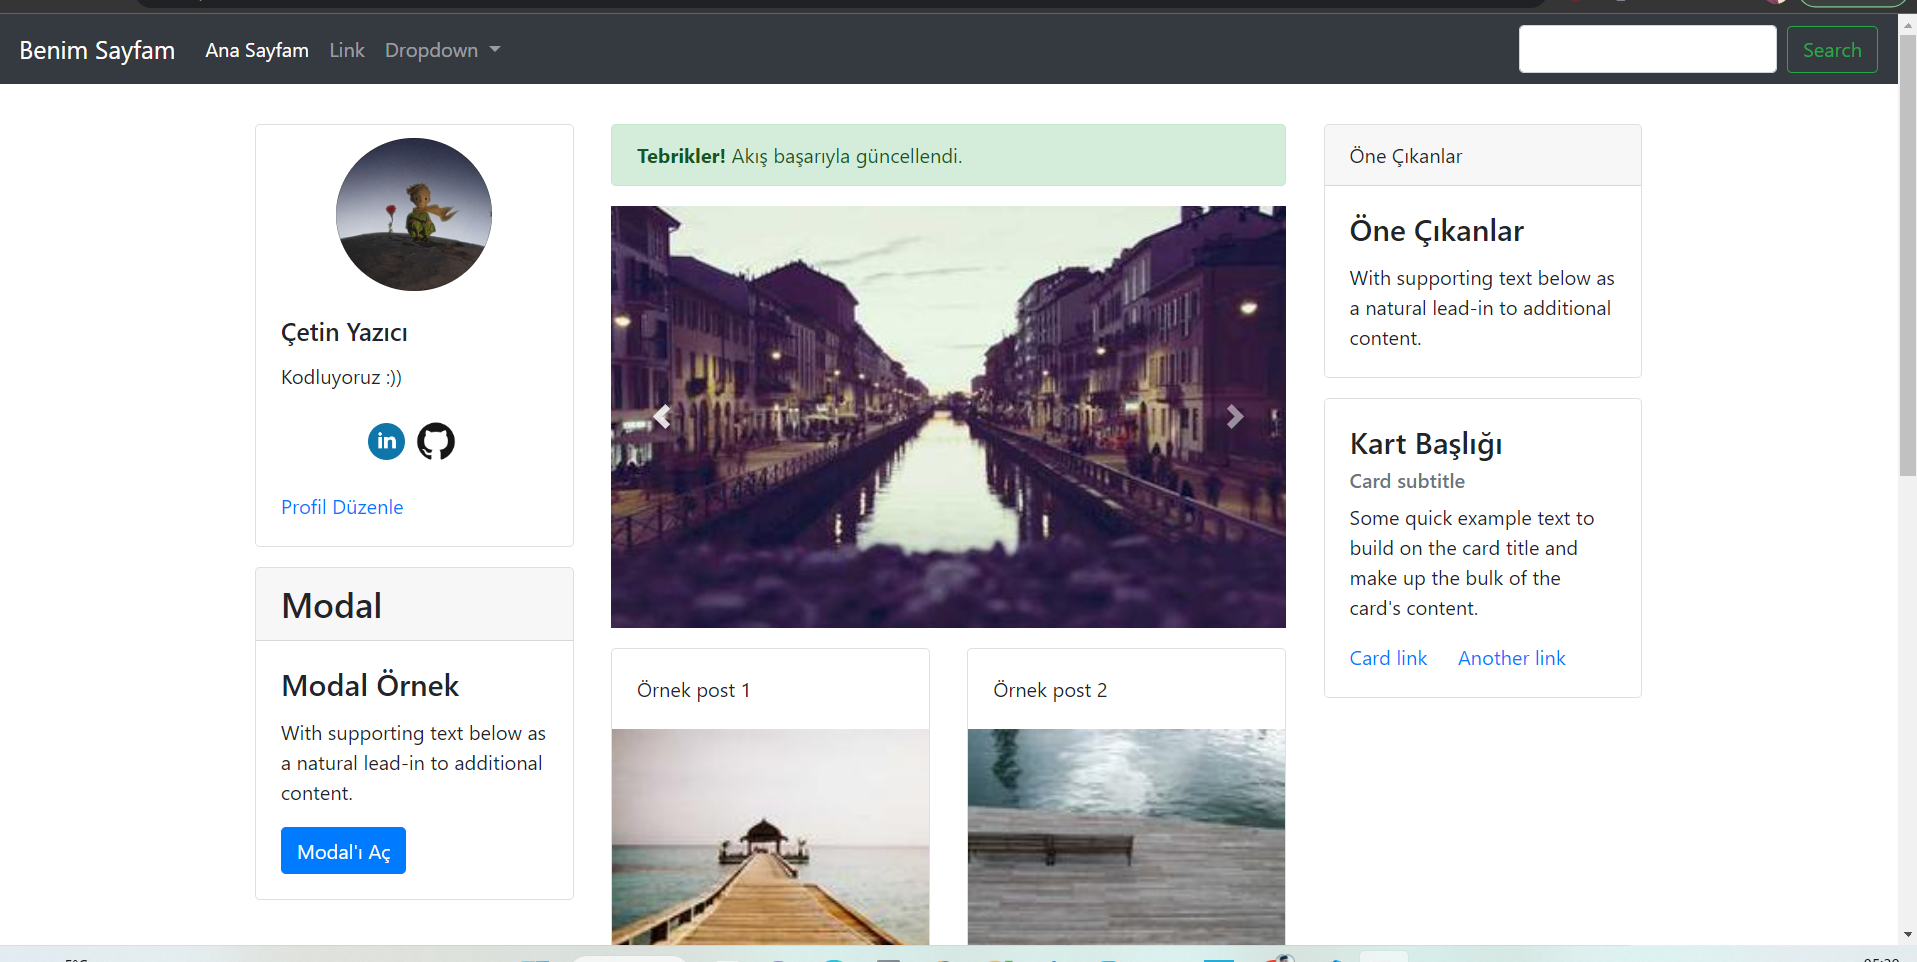 Benim Sayfam Ana Sayfam Link Dropdown Search
Çetin Yazıcı
Kodluyoruz :))
in
Profil Düzenle
Modal
Modal Örnek
With supporting text below as
a natural lead-in to additional
content.
Modal'ı Aç
Tebrikler! Akış başarıyla güncellendi.
Örnek post 1
Örnek post 2
Öne Çıkanlar
Öne Çıkanlar
With supporting text below as
a natural lead-in to additional
content.
Kart Başlığı
Card subtitle
Some quick example text to
build on the card title and
make up the bulk of the
card's content.
Card link Another link